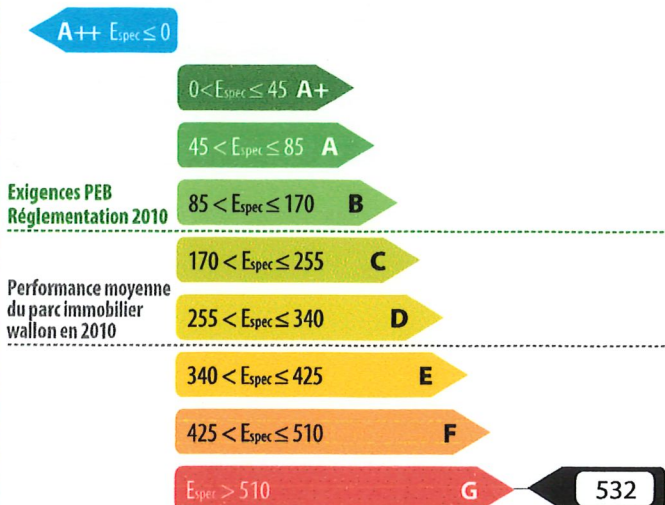 A++ Espec ≤ 0
0 < Espec ≤ 45 A+
45 < Espec ≤ 85 A
Exigences PEB
Réglementation 2010
85 < Espec ≤ 170 B
170 < Espec ≤ 255 C
Performance moyenne
du parc immobilier
wallon en 2010
255 < Espec ≤ 340 D
340 < Espec ≤ 425 E
425 < Espec ≤ 510 F
Espec > 510 G
532